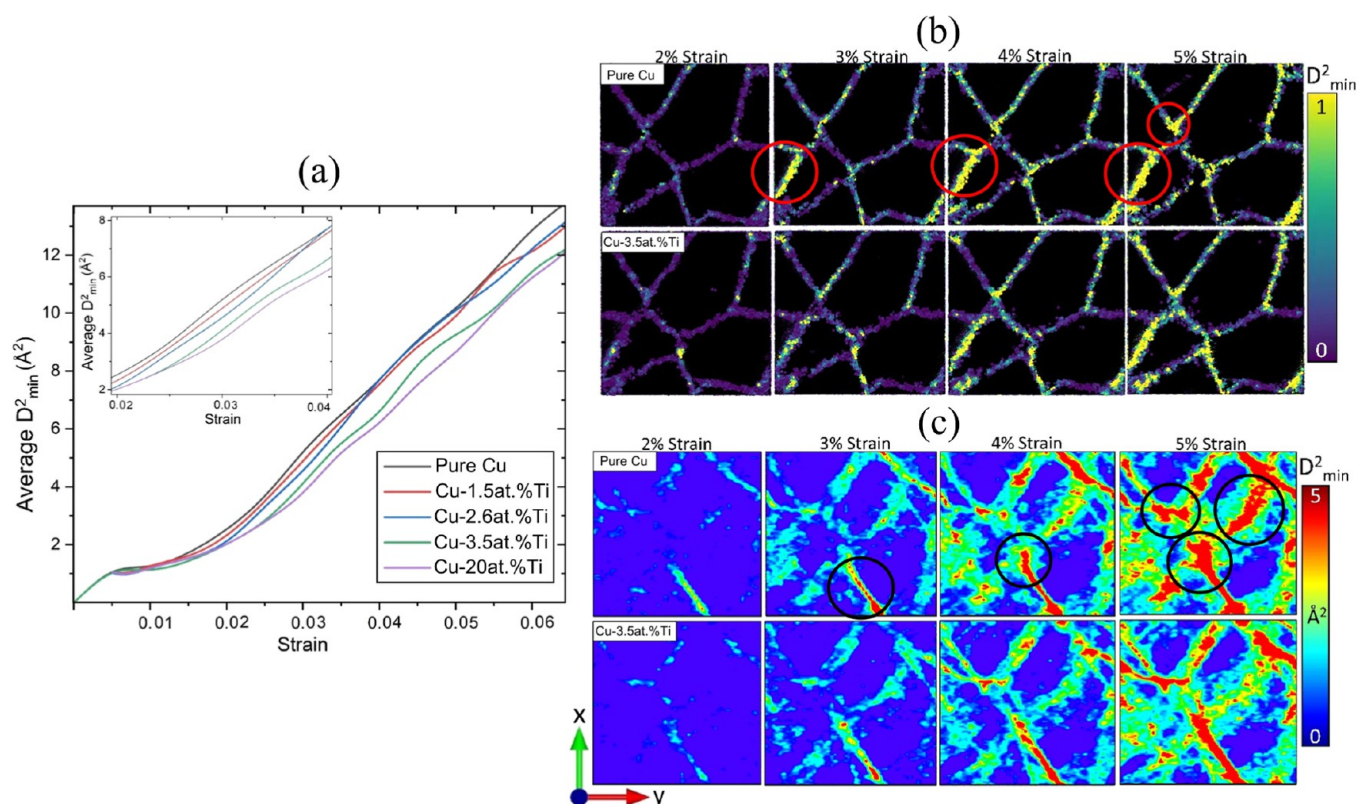 (a)
12
10
8
6
4
2
Average D²min (Å²)
0.01 0.02 0.03 0.04 0.05 0.06
Strain
8
6
4
2
Average D²min (Å²)
0.02 0.03 0.04
Strain
Pure Cu
Cu-1.5at.%Ti
Cu-2.6at.%Ti
Cu-3.5at.%Ti
Cu-20at.%Ti
(b)
2% Strain 3% Strain 4% Strain 5% Strain
Pure Cu
Cu-3.5at.%Ti
D²min
1
0
(c)
2% Strain 3% Strain 4% Strain 5% Strain
Pure Cu
Cu-3.5at.%Ti
D²min
5
Å²
0
X
y